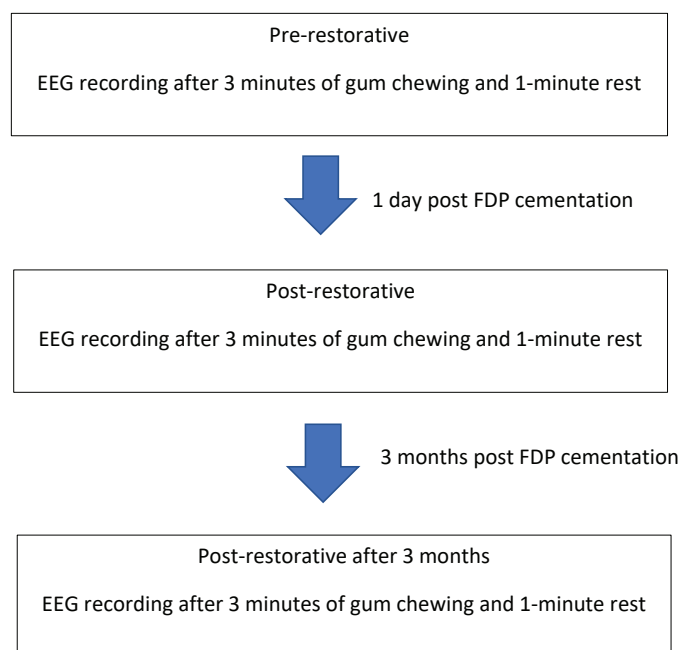 Pre-restorative
EEG recording after 3 minutes of gum chewing and 1-minute rest
1 day post FDP cementation
Post-restorative
EEG recording after 3 minutes of gum chewing and 1-minute rest
3 months post FDP cementation
Post-restorative after 3 months
EEG recording after 3 minutes of gum chewing and 1-minute rest